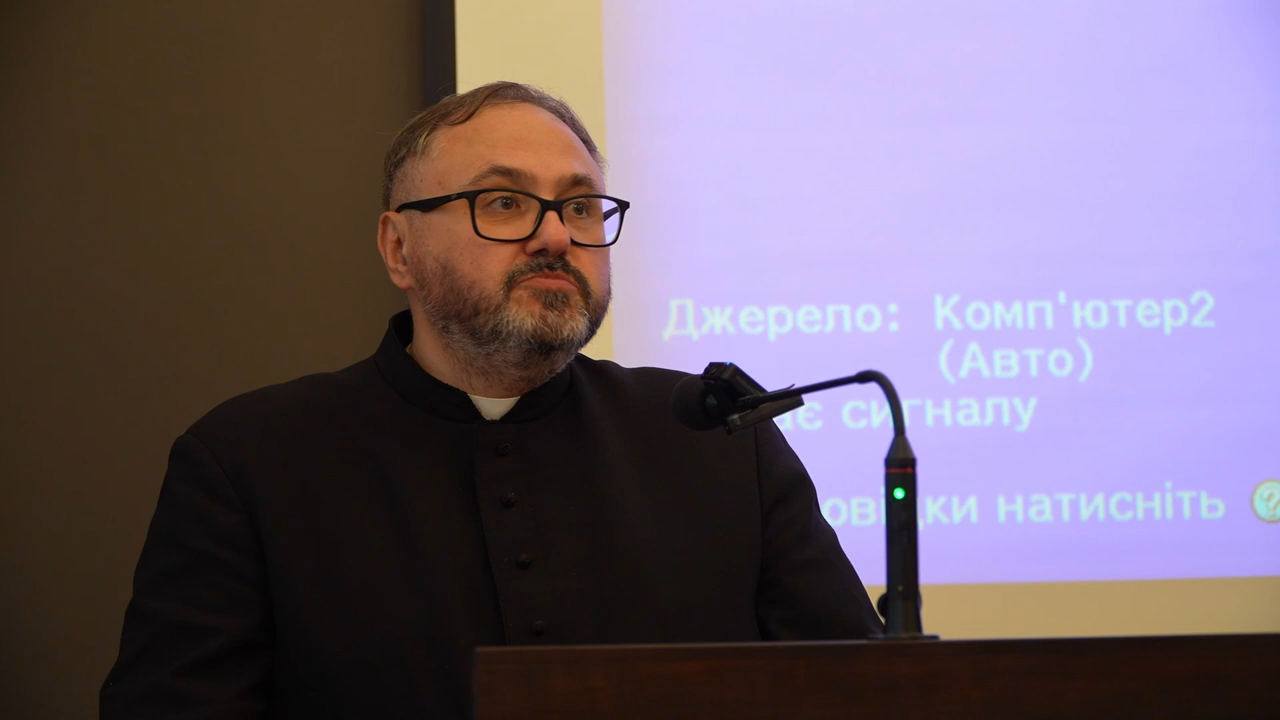 Джерело: Комп'ютер2
(Авто)
сигналу
натисніть